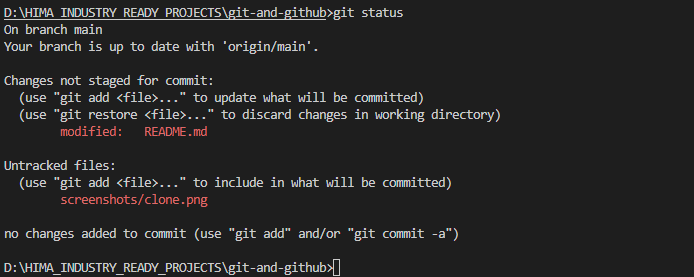 D:\HIMA_INDUSTRY_READY_PROJECTS\git-and-github>git status
On branch main
Your branch is up to date with 'origin/main'.
Changes not staged for commit:
(use "git add <file>..." to update what will be committed)
(use "git restore <file>..." to discard changes in working directory)
modified: README.md
Untracked files:
(use "git add <file>..." to include in what will be committed)
screenshots/clone.png
no changes added to commit (use "git add" and/or "git commit -a")
D:\HIMA_INDUSTRY_READY_PROJECTS\git-and-github>